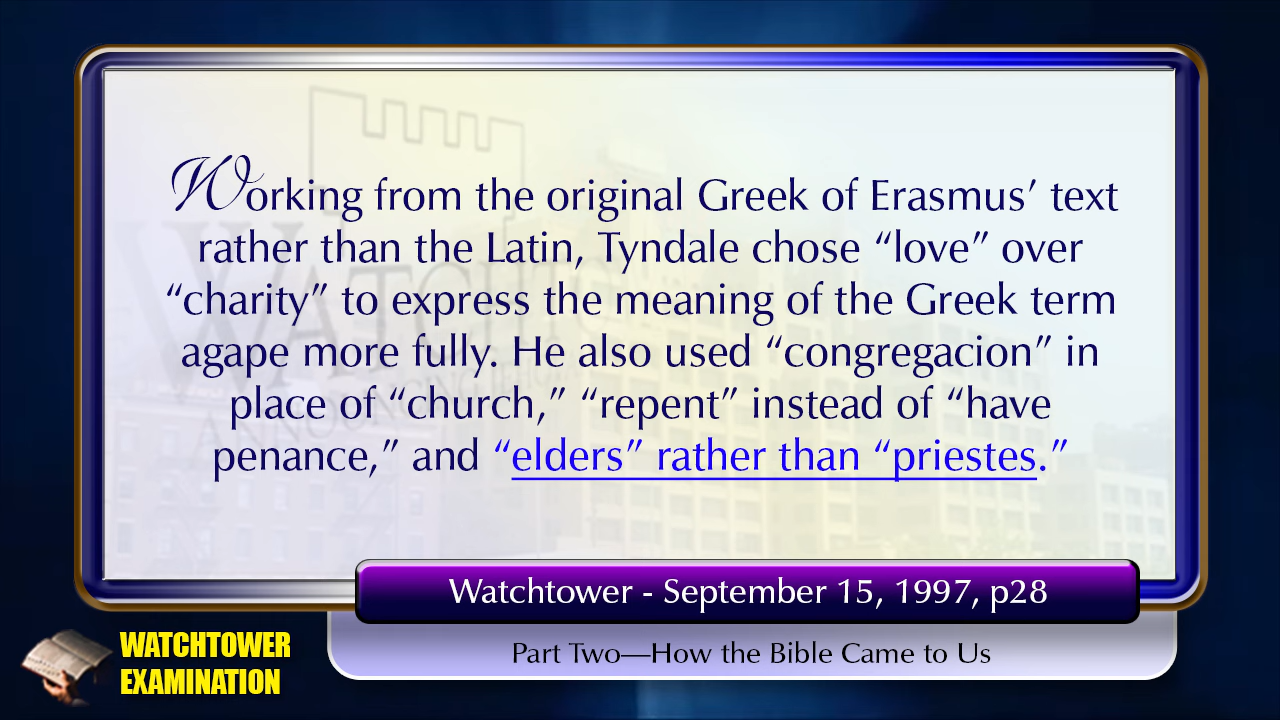 Working from the original Greek of Erasmus’ text
rather than the Latin, Tyndale chose “love” over
“charity” to express the meaning of the Greek term
agape more fully. He also used “congregacion” in
place of “church,” “repent” instead of “have
penance,” and “elders” rather than “priestes.”
Watchtower - September 15, 1997, p28
Part Two—How the Bible Came to Us
WATCHTOWER
EXAMINATION